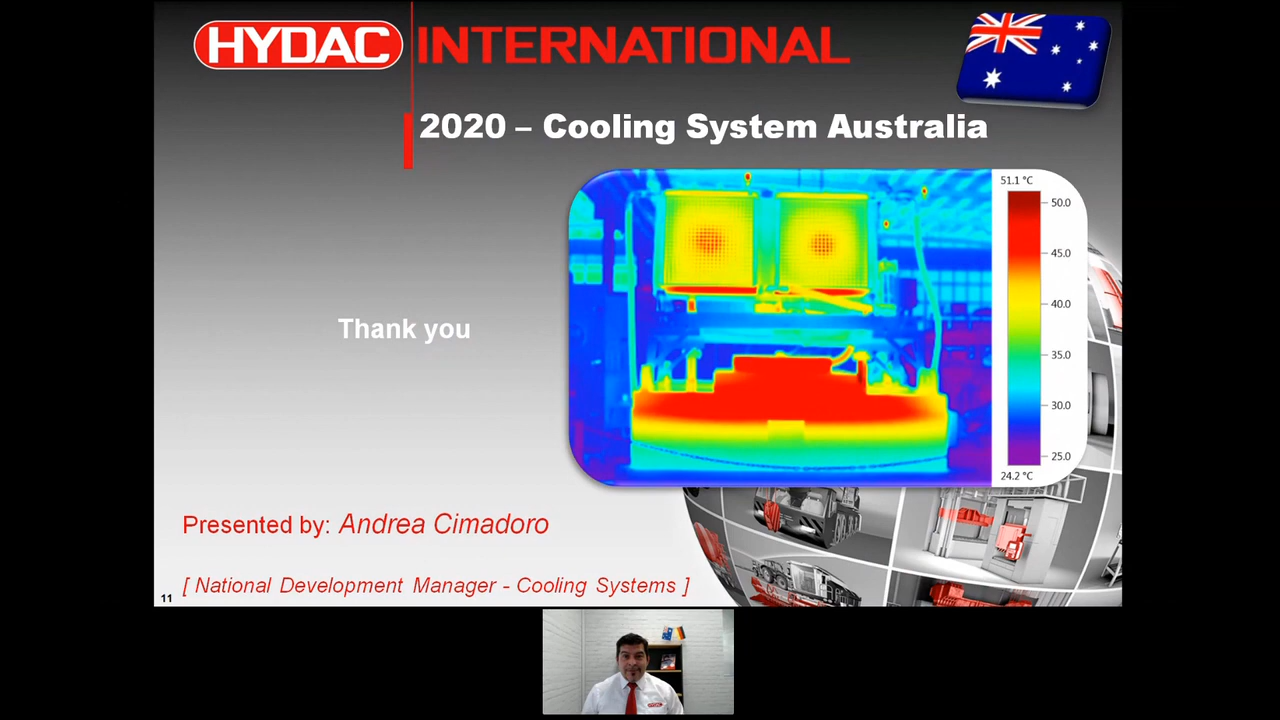 HYDAC INTERNATIONAL
2020 – Cooling System Australia
51.1 °C
50.0
45.0
40.0
35.0
30.0
25.0
24.2 °C
Thank you
Presented by: Andrea Cimadoro
[ National Development Manager - Cooling Systems ]
11
HYDAC